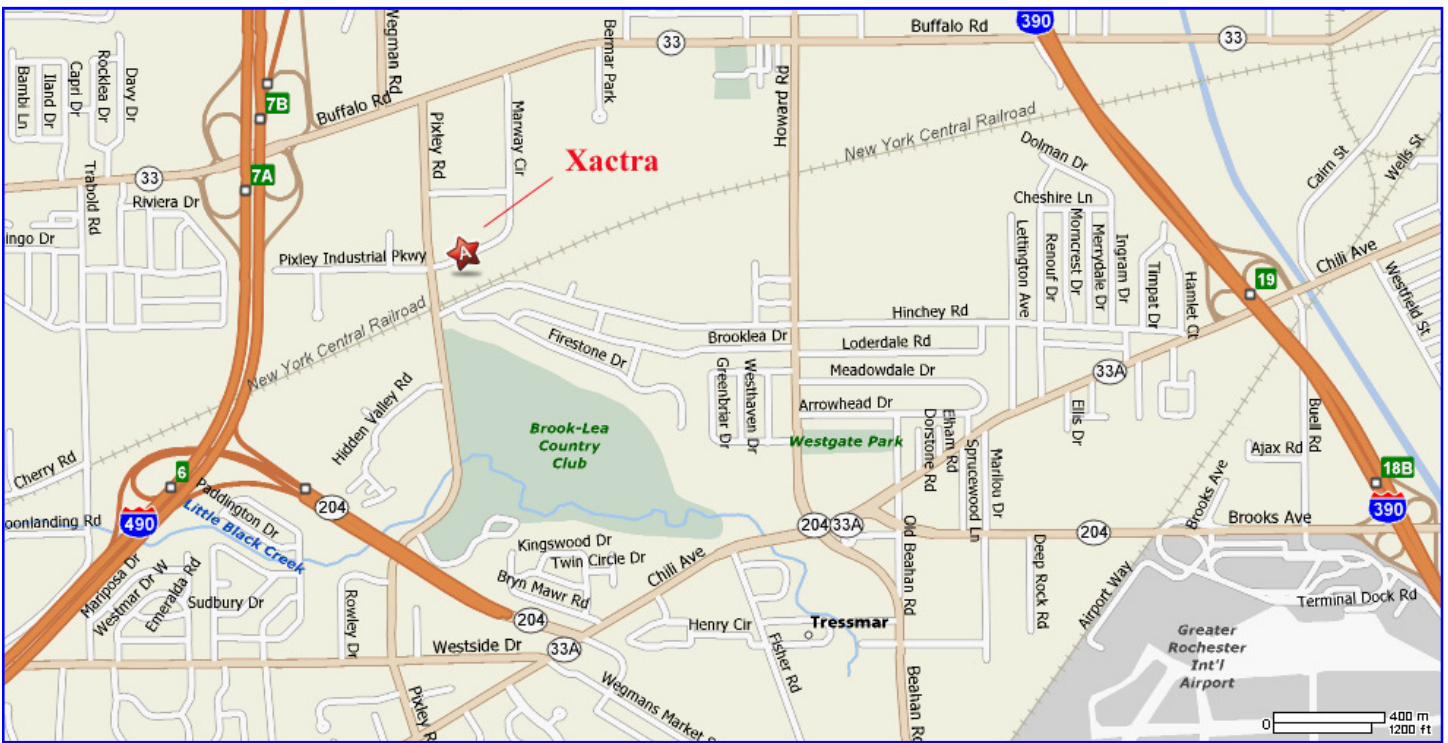 390
Buffalo Rd
33
33
Wegman Rd
Bermar Park
Howard Rd
Bambi Ln
Iland Dr
Capri Dr
Rocklea Dr
Davy Dr
7B
Buffalo Rd
Pixley Rd
Marway Cir
New York Central Railroad
Xactra
Dolman Dr
Cairn St
Wells St
33
7A
Trabold Rd
Riviera Dr
ingo Dr
Cheshire Ln
Lettington Ave
Renouf Dr
Morncrest Dr
Merrydale Dr
Ingram Dr
Timpat Dr
Hamlet Ct
19
Chili Ave
Westfield St
Pixley Industrial Pkwy
A
New York Central Railroad
Hinchey Rd
Brooklea Dr
Loderdale Rd
Firestone Dr
Greenbriar Dr
Westhaven Dr
Meadowdale Dr
33A
Arrowhead Dr
Hidden Valley Rd
Brook-Lea
Country
Club
Westgate Park
Dorstone Rd
Elham Rd
Sprucewood Ln
Marilou Dr
Ellis Dr
Buell Rd
Ajax Rd
18B
Cherry Rd
6
Paddington Dr
204
390
490
oonlanding Rd
Little Black Creek
204
33A
Old Beahan Rd
204
Brooks Ave
Brooks Ave
Kingswood Dr
Twin Circle Dr
Chili Ave
Deep Rock Rd
Bryn Mawr Rd
Mariposa Dr
Westmar Dr W
Emeralda Rd
Sudbury Dr
Rowley Dr
Airport Way
Terminal Dock Rd
204
Henry Cir
Tressmar
Fisher Rd
Greater
Rochester
Int'l
Airport
Westside Dr
33A
Wegmans Market
Beahan Rd
Pixley R
0
400 m
1200 ft